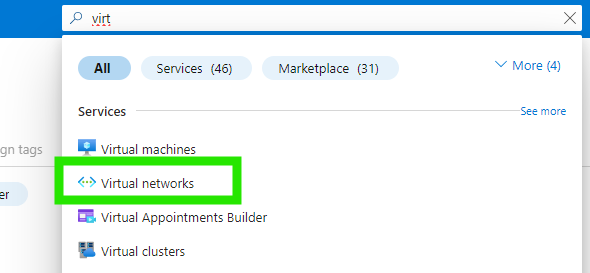 virt
All
Services (46)
Marketplace (31)
More (4)
Services
See more
gn tags
Virtual machines
Virtual networks
er
Virtual Appointments Builder
Virtual clusters